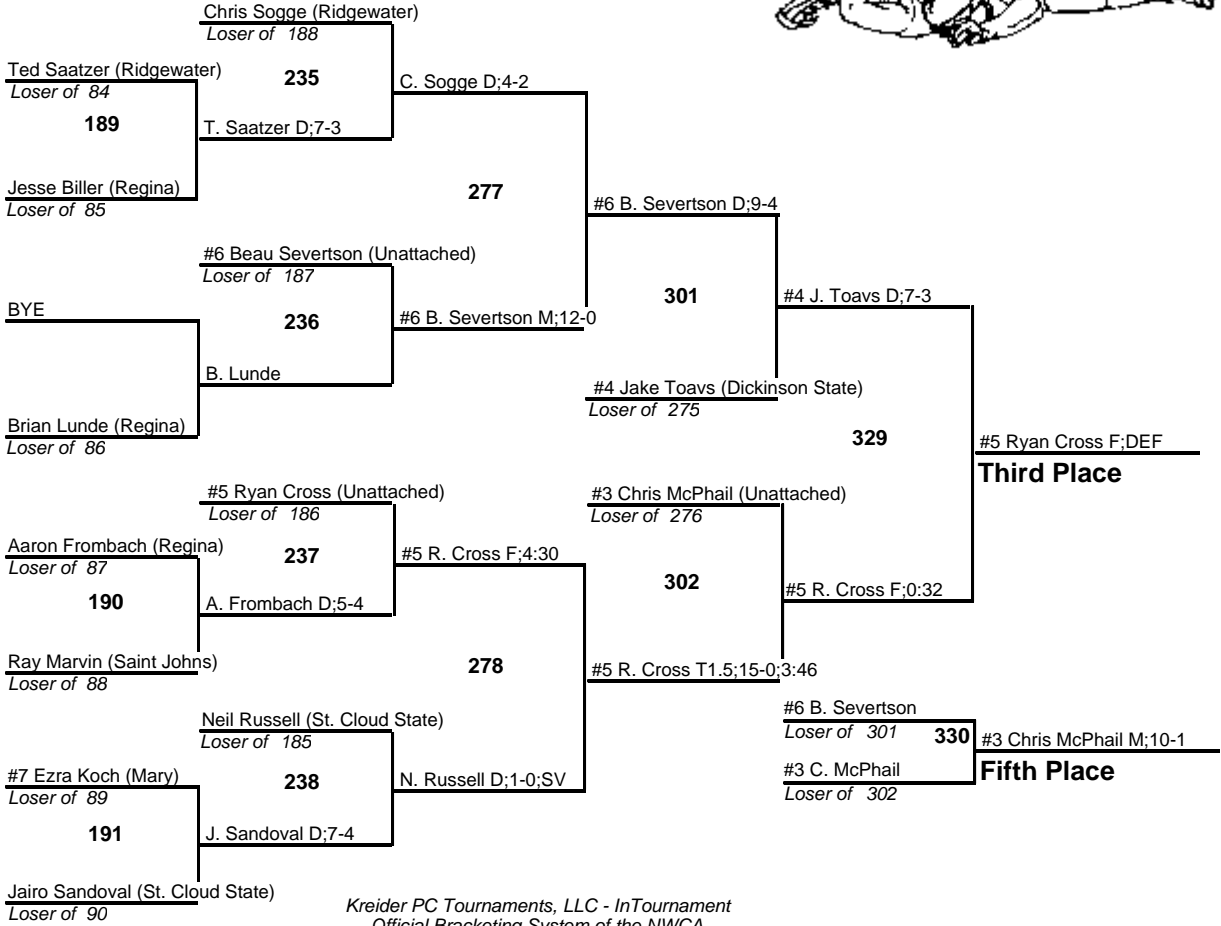 Chris Sogge (Ridgewater)
Loser of 188
Ted Saatzer (Ridgewater)
Loser of 84
235
C. Sogge D;4-2
189
T. Saatzer D;7-3
Jesse Biller (Regina)
Loser of 85
277
#6 B. Severtson D;9-4
#6 Beau Severtson (Unattached)
Loser of 187
BYE
236
#6 B. Severtson M;12-0
301
#4 J. Toavs D;7-3
B. Lunde
#4 Jake Toavs (Dickinson State)
Loser of 275
Brian Lunde (Regina)
Loser of 86
329
#5 Ryan Cross F;DEF
Third Place
#5 Ryan Cross (Unattached)
Loser of 186
#3 Chris McPhail (Unattached)
Loser of 276
Aaron Frombach (Regina)
Loser of 87
237
#5 R. Cross F;4:30
302
#5 R. Cross F;0:32
190
A. Frombach D;5-4
Ray Marvin (Saint Johns)
Loser of 88
278
#5 R. Cross T1.5;15-0;3:46
Neil Russell (St. Cloud State)
Loser of 185
#6 B. Severtson
Loser of 301
330
#3 Chris McPhail M;10-1
Fifth Place
#3 C. McPhail
Loser of 302
#7 Ezra Koch (Mary)
Loser of 89
238
N. Russell D;1-0;SV
191
J. Sandoval D;7-4
Jairo Sandoval (St. Cloud State)
Loser of 90
Kreider PC Tournaments, LLC - InTournament
Official Bracketing System of the NWCA